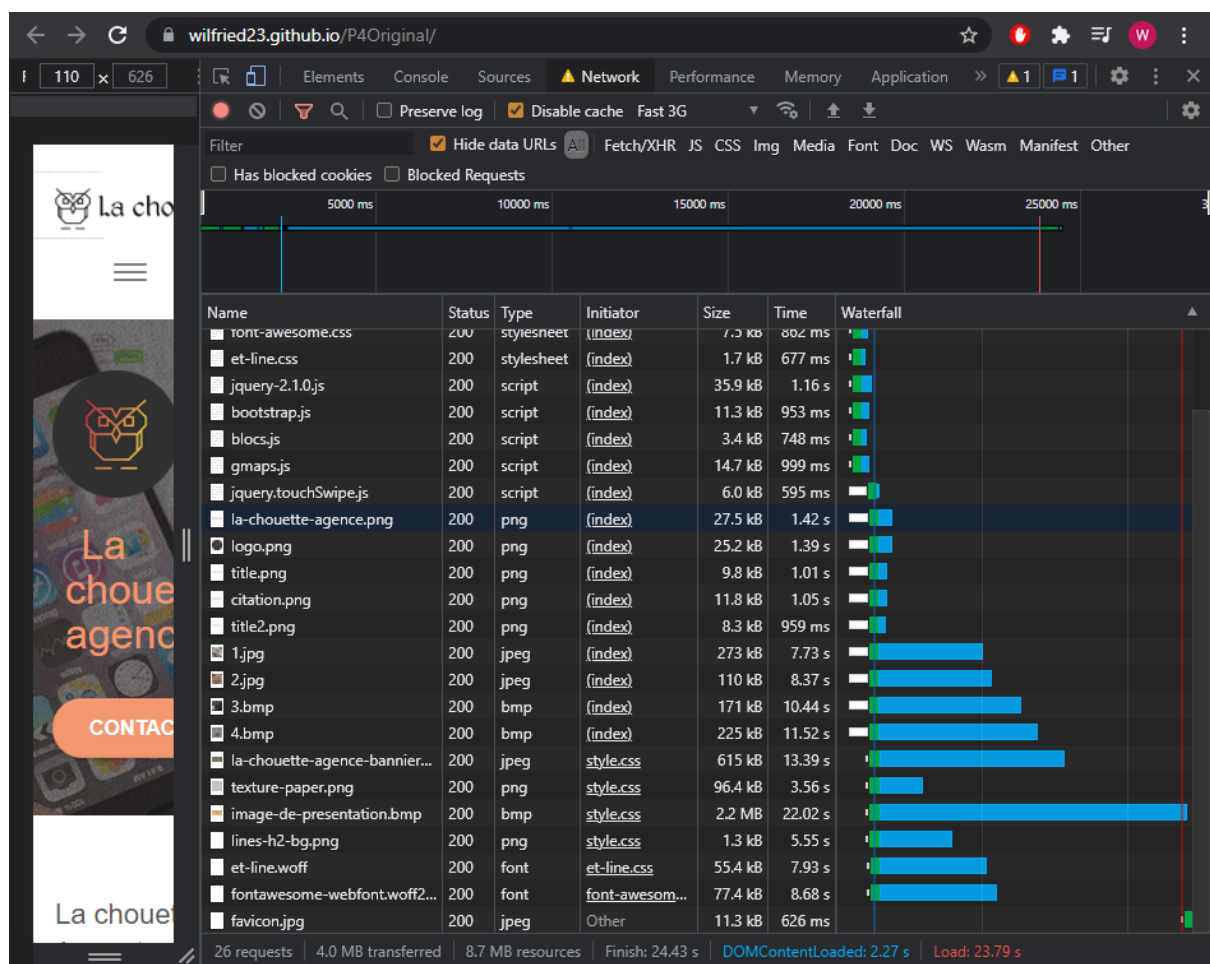 wilfried23.github.io/P4Original/ W
110 x 626 Elements Console Sources Network Performance Memory Application » 1 1
Preserve log Disable cache Fast 3G
Filter Hide data URLs All Fetch/XHR JS CSS Img Media Font Doc WS Wasm Manifest Other
Has blocked cookies Blocked Requests
5000 ms 10000 ms 15000 ms 20000 ms 25000 ms 3
La cho
Name Status Type Initiator Size Time Waterfall
font-awesome.css 200 stylesheet (index) 7.5 kB 862 ms
et-line.css 200 stylesheet (index) 1.7 kB 677 ms
jquery-2.1.0.js 200 script (index) 35.9 kB 1.16 s
bootstrap.js 200 script (index) 11.3 kB 953 ms
blocs.js 200 script (index) 3.4 kB 748 ms
gmaps.js 200 script (index) 14.7 kB 999 ms
jquery.touchSwipe.js 200 script (index) 6.0 kB 595 ms
la-chouette-agence.png 200 png (index) 27.5 kB 1.42 s
logo.png 200 png (index) 25.2 kB 1.39 s
title.png 200 png (index) 9.8 kB 1.01 s
citation.png 200 png (index) 11.8 kB 1.05 s
title2.png 200 png (index) 8.3 kB 959 ms
1.jpg 200 jpeg (index) 273 kB 7.73 s
2.jpg 200 jpeg (index) 110 kB 8.37 s
3.bmp 200 bmp (index) 171 kB 10.44 s
4.bmp 200 bmp (index) 225 kB 11.52 s
la-chouette-agence-bannier... 200 jpeg style.css 615 kB 13.39 s
texture-paper.png 200 png style.css 96.4 kB 3.56 s
image-de-presentation.bmp 200 bmp style.css 2.2 MB 22.02 s
lines-h2-bg.png 200 png style.css 1.3 kB 5.55 s
et-line.woff 200 font et-line.css 55.4 kB 7.93 s
fontawesome-webfont.woff2... 200 font font-awesom... 77.4 kB 8.68 s
favicon.jpg 200 jpeg Other 11.3 kB 626 ms
26 requests 4.0 MB transferred 8.7 MB resources Finish: 24.43 s DOMContentLoaded: 2.27 s Load: 23.79 s
La
choue
agenc
CONTAC
La chouet